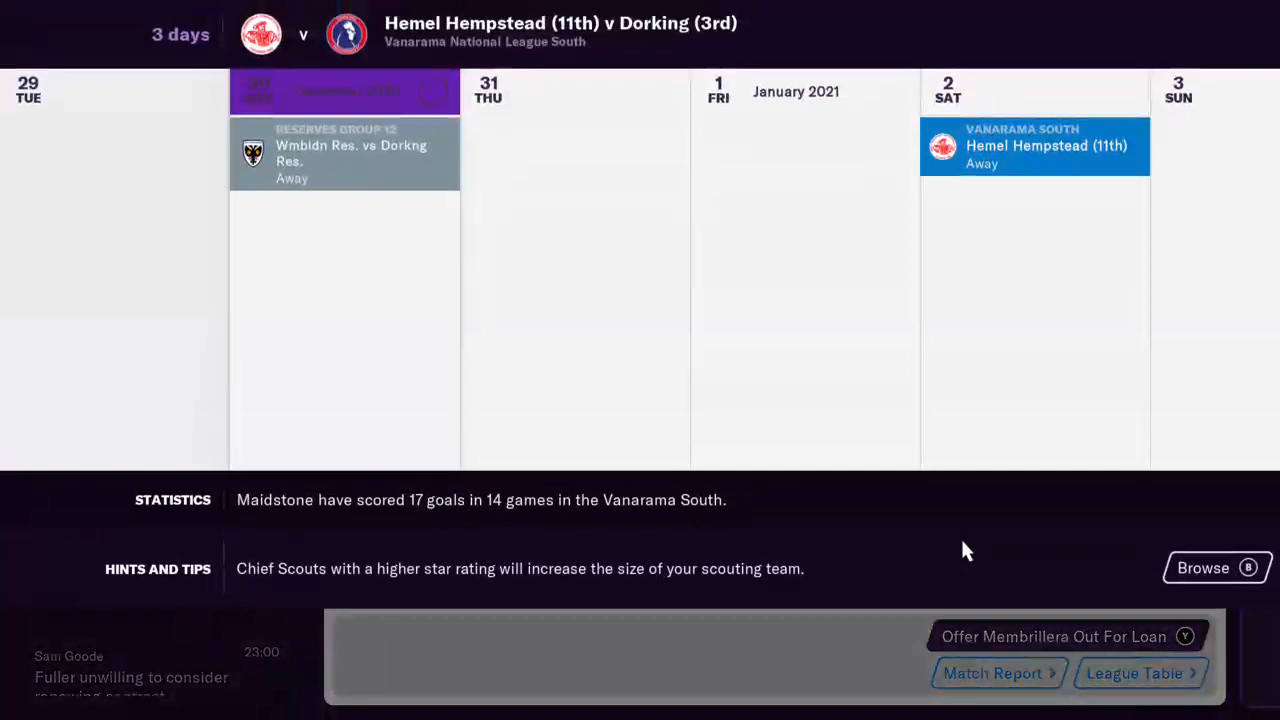 3 days
v
Hemel Hempstead (11th) v Dorking (3rd)
Vanarama National League South
29
TUE
30
WED
31
THU
1
FRI
January 2021
2
SAT
3
SUN
RESERVES GROUP 12
Wmbldn Res. vs Dorkng
Res.
Away
VANARAMA SOUTH
Hemel Hempstead (11th)
Away
STATISTICS
Maidstone have scored 17 goals in 14 games in the Vanarama South.
HINTS AND TIPS
Chief Scouts with a higher star rating will increase the size of your scouting team.
Browse B
Sam Goode
23:00
Fuller unwilling to consider
renewing contract
Offer Membrillera Out For Loan Y
Match Report >
League Table >